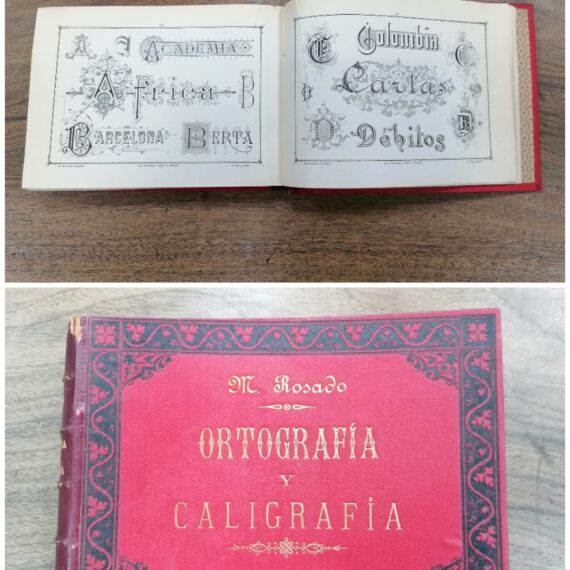 ACADEMIA
Africa
BARCELONA BERTA
Colombia
Cartas
Débitos
M. Rosado
ORTOGRAFÍA
Y
CALIGRAFÍA